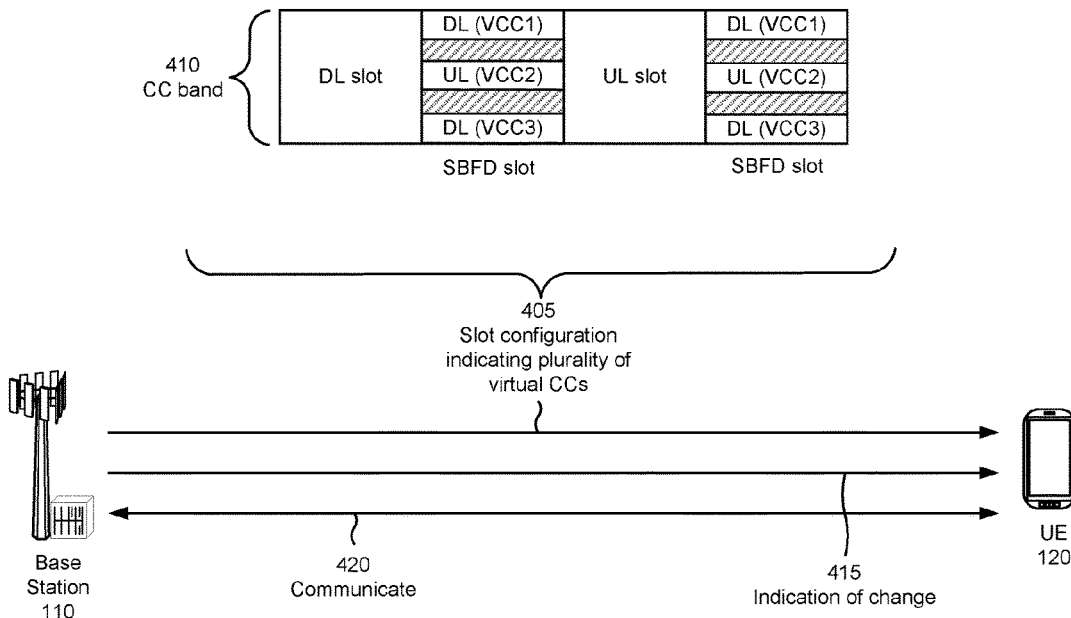 410
CC band
DL slot
DL (VCC1)
UL (VCC2)
DL (VCC3)
SBFD slot
UL slot
DL (VCC1)
UL (VCC2)
DL (VCC3)
SBFD slot
405
Slot configuration
indicating plurality of
virtual CCs
Base
Station
110
420
Communicate
415
Indication of change
UE
120